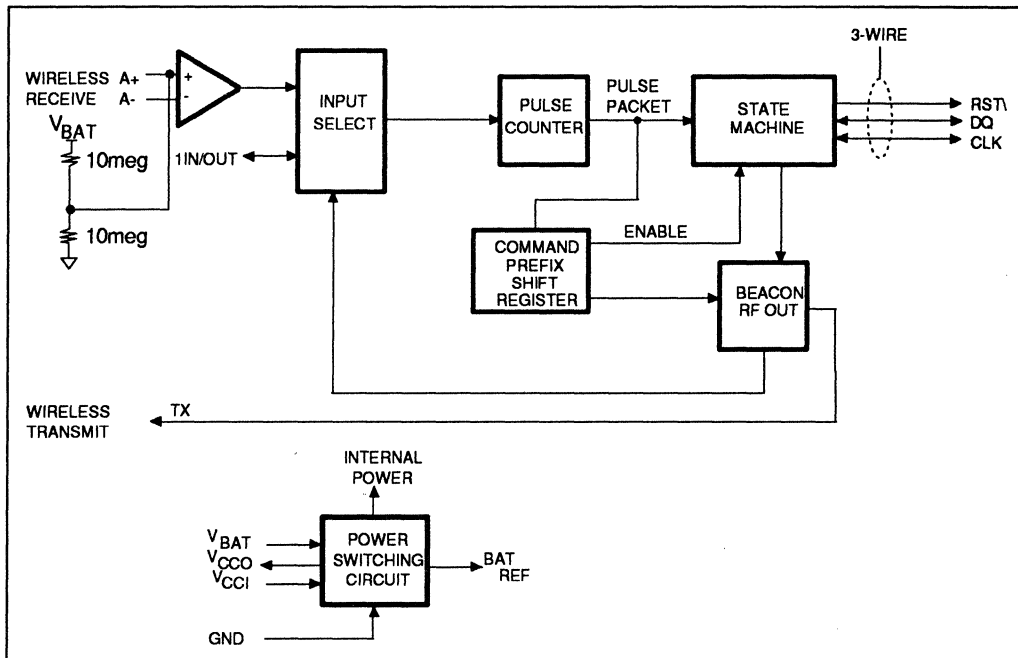 3-WIRE
WIRELESS A+
RECEIVE A-
+
-
VBAT
10meg
10meg
1IN/OUT
INPUT
SELECT
PULSE
COUNTER
PULSE
PACKET
STATE
MACHINE
RST\
DQ
CLK
COMMAND
PREFIX
SHIFT
REGISTER
ENABLE
BEACON
RF OUT
WIRELESS
TRANSMIT
TX
INTERNAL
POWER
VBAT
VCCO
VCCI
POWER
SWITCHING
CIRCUIT
BAT
REF
GND